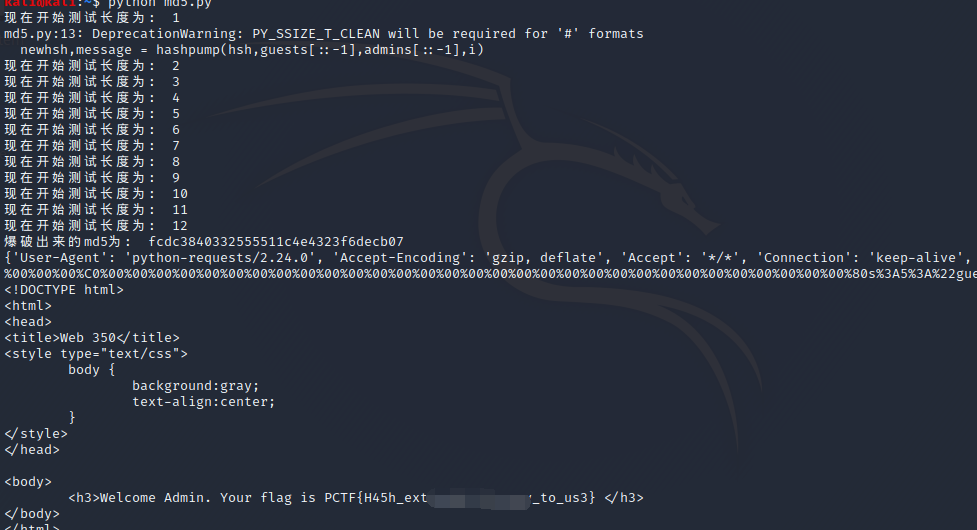 kali@kali:~$ python md5.py
现在开始测试长度为： 1
md5.py:13: DeprecationWarning: PY_SSIZE_T_CLEAN will be required for '#' formats
  newhsh,message = hashpump(hsh,guests[::-1],admins[::-1],i)
现在开始测试长度为： 2
现在开始测试长度为： 3
现在开始测试长度为： 4
现在开始测试长度为： 5
现在开始测试长度为： 6
现在开始测试长度为： 7
现在开始测试长度为： 8
现在开始测试长度为： 9
现在开始测试长度为： 10
现在开始测试长度为： 11
现在开始测试长度为： 12
爆破出来的md5为： fcdc3840332555511c4e4323f6decb07
{'User-Agent': 'python-requests/2.24.0', 'Accept-Encoding': 'gzip, deflate', 'Accept': '*/*', 'Connection': 'keep-alive',
%00%00%00%C0%00%00%00%00%00%00%00%00%00%00%00%00%00%00%00%00%00%00%00%00%00%00%00%00%00%00%00%00%00%00%80s%3A5%3A%22gue
<!DOCTYPE html>
<html>
<head>
<title>Web 350</title>
<style type="text/css">
        body {
                background:gray;
                text-align:center;
        }
</style>
</head>

<body>
        <h3>Welcome Admin. Your flag is PCTF{H45h_ext _to_us3} </h3>
</body>
</html>